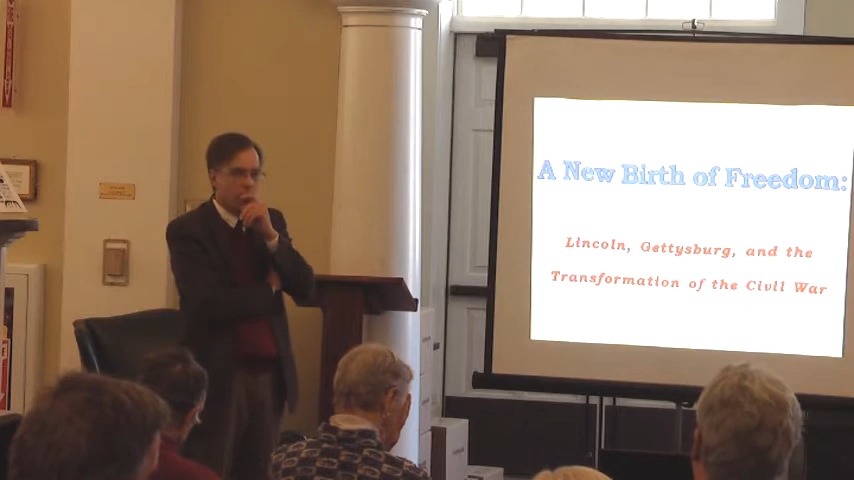 A New Birth of Freedom:
Lincoln, Gettysburg, and the
Transformation of the Civil War